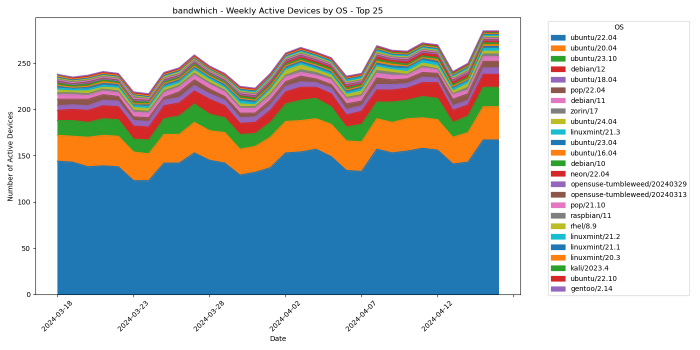 bandwhich - Weekly Active Devices by OS - Top 25
Number of Active Devices
250
200
150
100
50
0
2024-03-18
2024-03-23
2024-03-28
2024-04-02
2024-04-07
2024-04-12
Date
OS
ubuntu/22.04
ubuntu/20.04
ubuntu/23.10
debian/12
ubuntu/18.04
pop/22.04
debian/11
zorin/17
ubuntu/24.04
linuxmint/21.3
ubuntu/23.04
ubuntu/16.04
debian/10
neon/22.04
opensuse-tumbleweed/20240329
opensuse-tumbleweed/20240313
pop/21.10
raspbian/11
rhel/8.9
linuxmint/21.2
linuxmint/21.1
linuxmint/20.3
kali/2023.4
ubuntu/22.10
gentoo/2.14